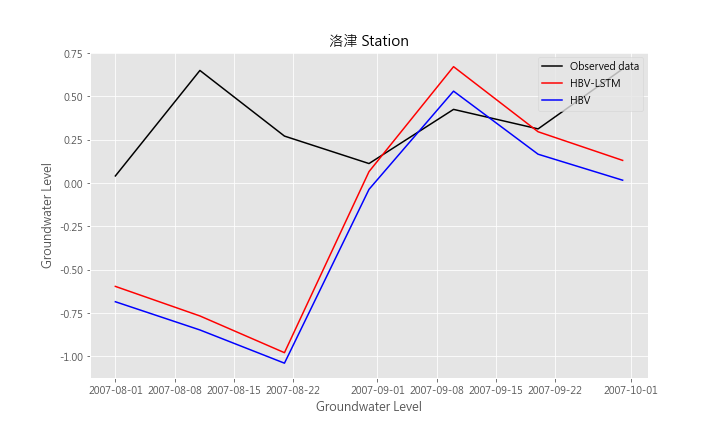 洛津 Station
0.75
0.50
0.25
0.00
-0.25
-0.50
-0.75
-1.00
Groundwater Level
Observed data
HBV-LSTM
HBV
2007-08-01 2007-08-08 2007-08-15 2007-08-22 2007-09-01 2007-09-08 2007-09-15 2007-09-22 2007-10-01
Groundwater Level